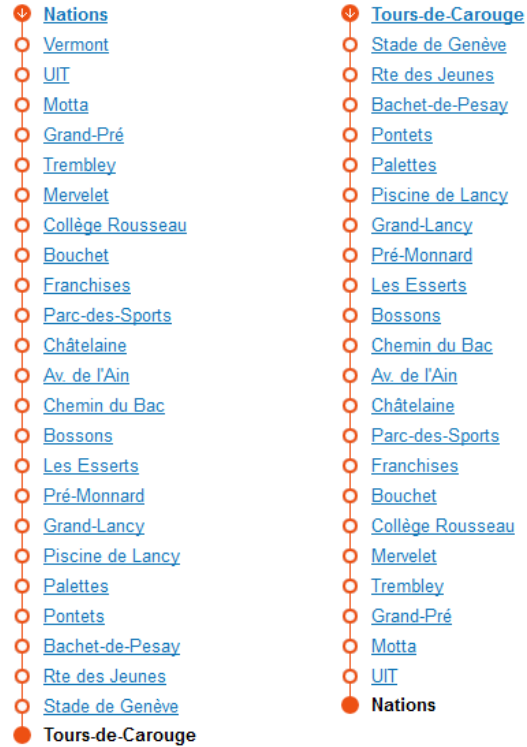 Nations
Vermont
UIT
Motta
Grand-Pré
Trembley
Mervelet
Collège Rousseau
Bouchet
Franchises
Parc-des-Sports
Châtelaine
Av. de l'Ain
Chemin du Bac
Bossons
Les Esserts
Pré-Monnard
Grand-Lancy
Piscine de Lancy
Palettes
Pontets
Bachet-de-Pesay
Rte des Jeunes
Stade de Genève
Tours-de-Carouge
Tours-de-Carouge
Stade de Genève
Rte des Jeunes
Bachet-de-Pesay
Pontets
Palettes
Piscine de Lancy
Grand-Lancy
Pré-Monnard
Les Esserts
Bossons
Chemin du Bac
Av. de l'Ain
Châtelaine
Parc-des-Sports
Franchises
Bouchet
Collège Rousseau
Mervelet
Trembley
Grand-Pré
Motta
UIT
Nations